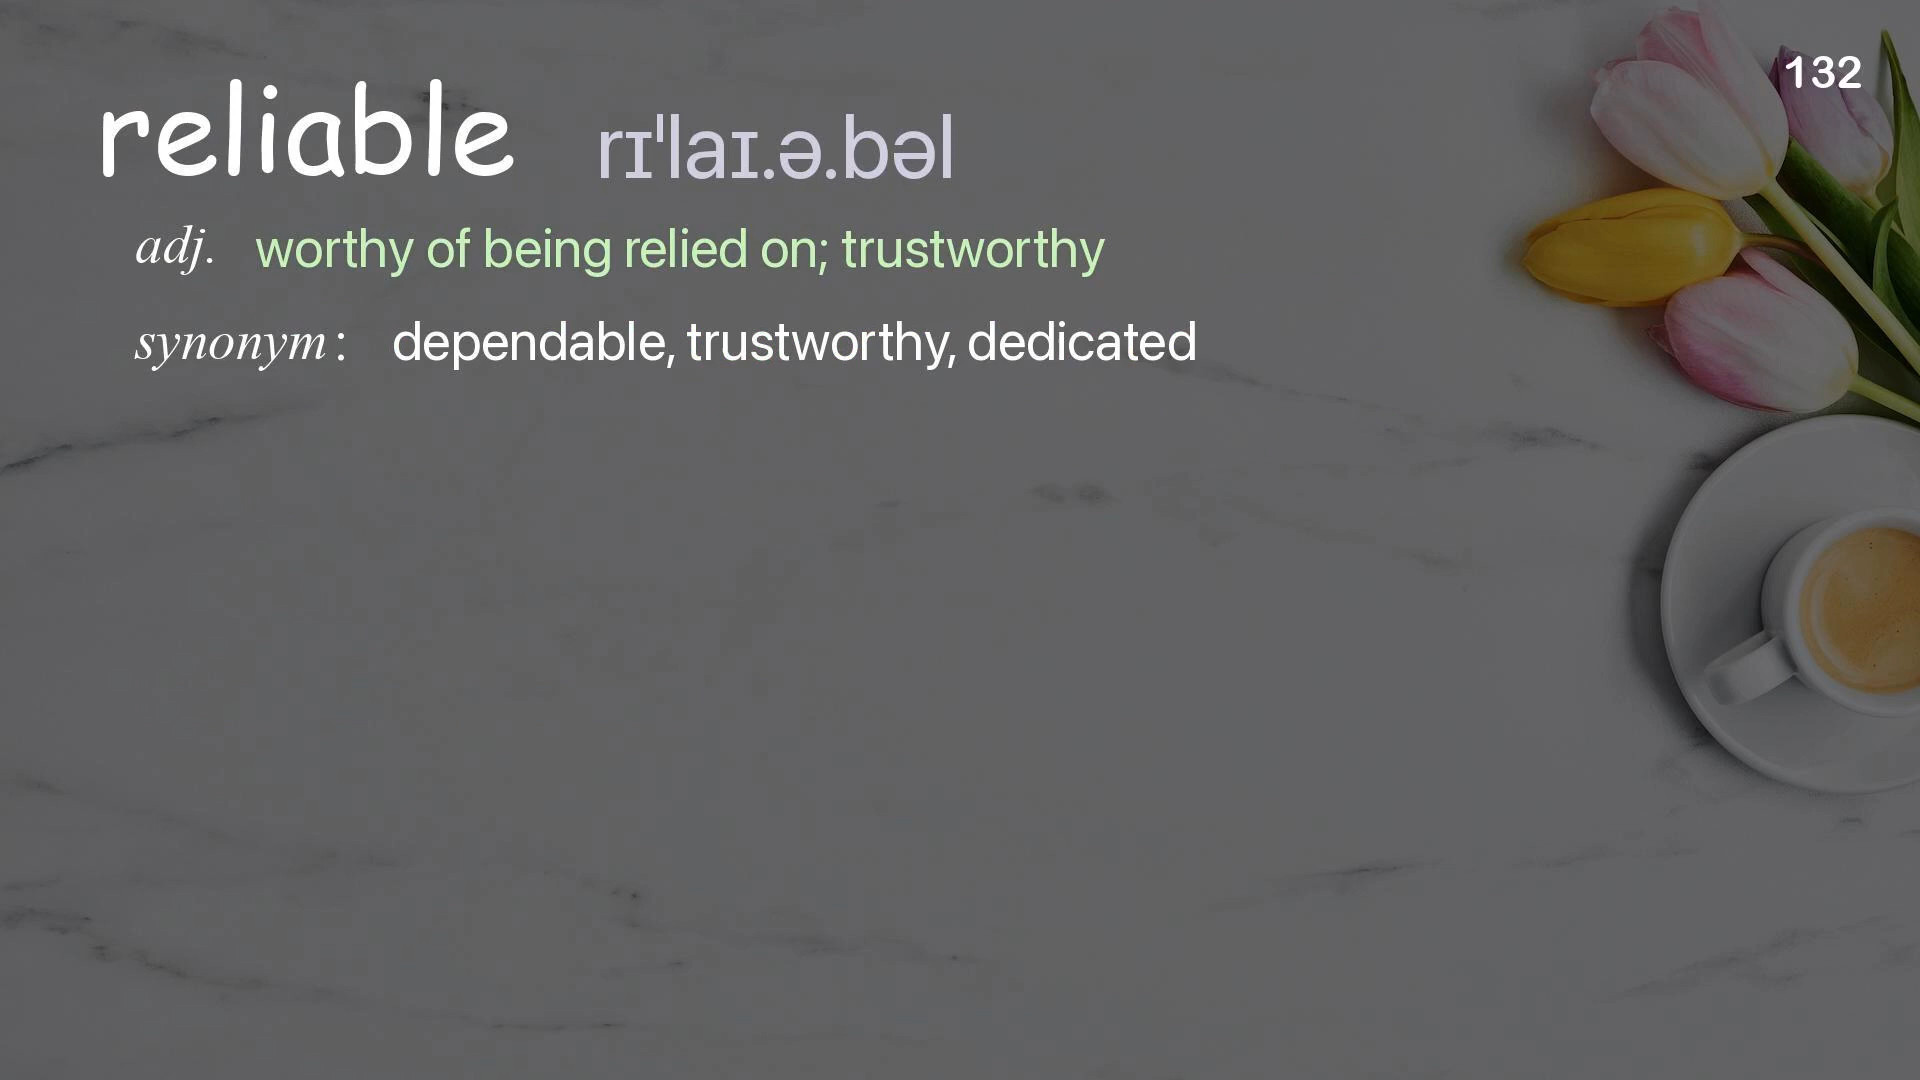 132
reliable rɪˈlaɪ.ə.bəl
adj. worthy of being relied on; trustworthy
synonym: dependable, trustworthy, dedicated